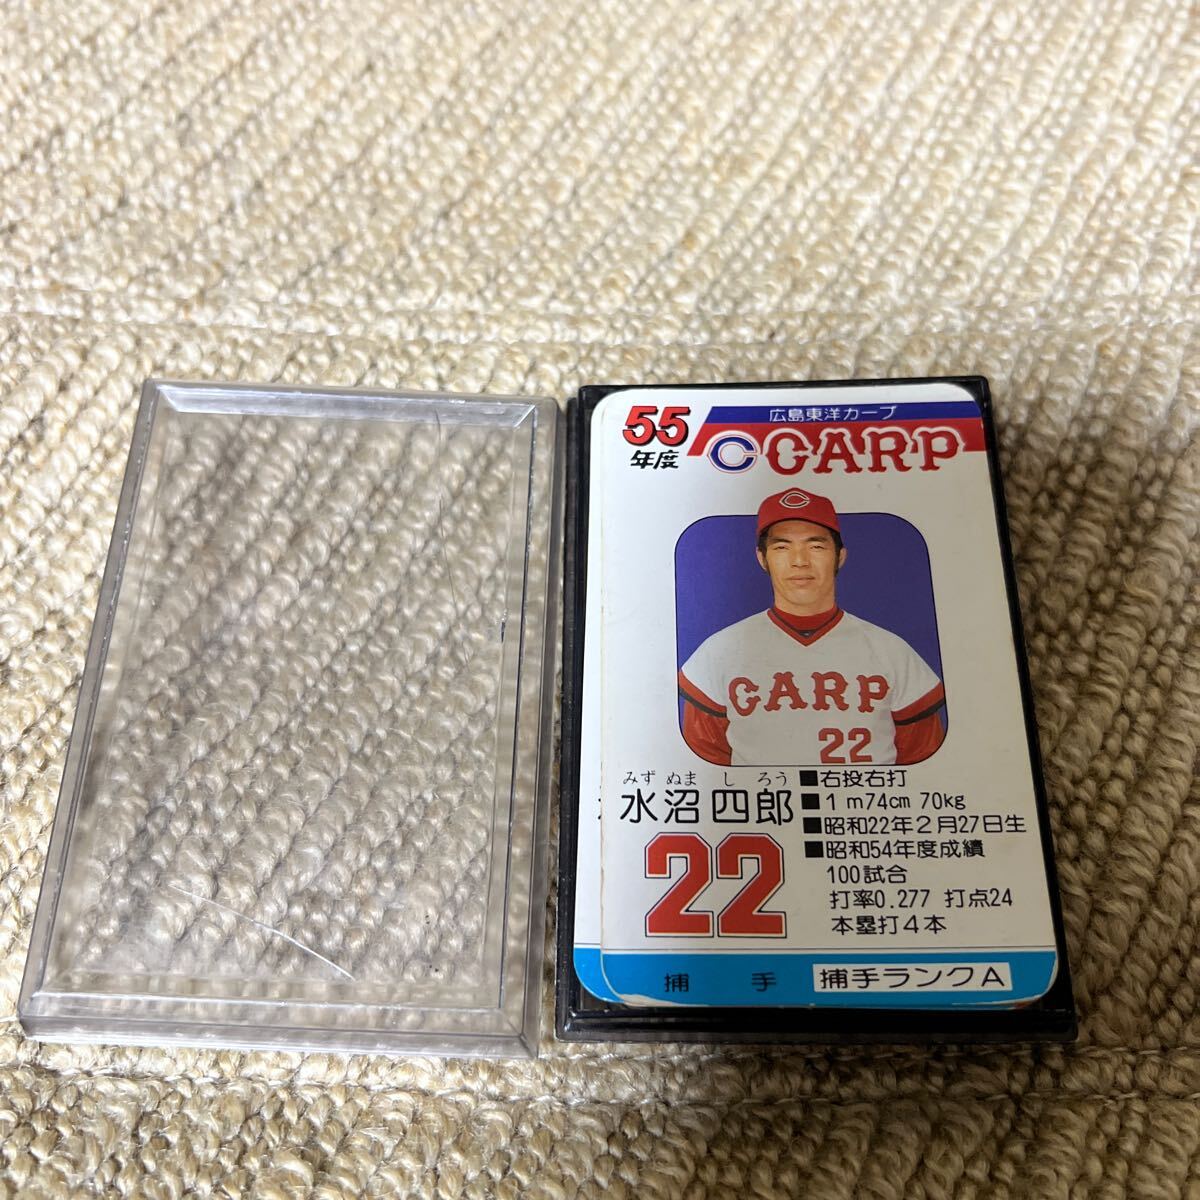 55
年度
広島東洋カープ
C CARP
C
CARP
22
みず ぬま し ろう
水沼四郎
22
■右投右打
■1m74cm 70kg
■昭和22年2月27日生
■昭和54年度成績
100試合
打率0.277 打点24
本塁打4本
捕 手
捕手ランクA